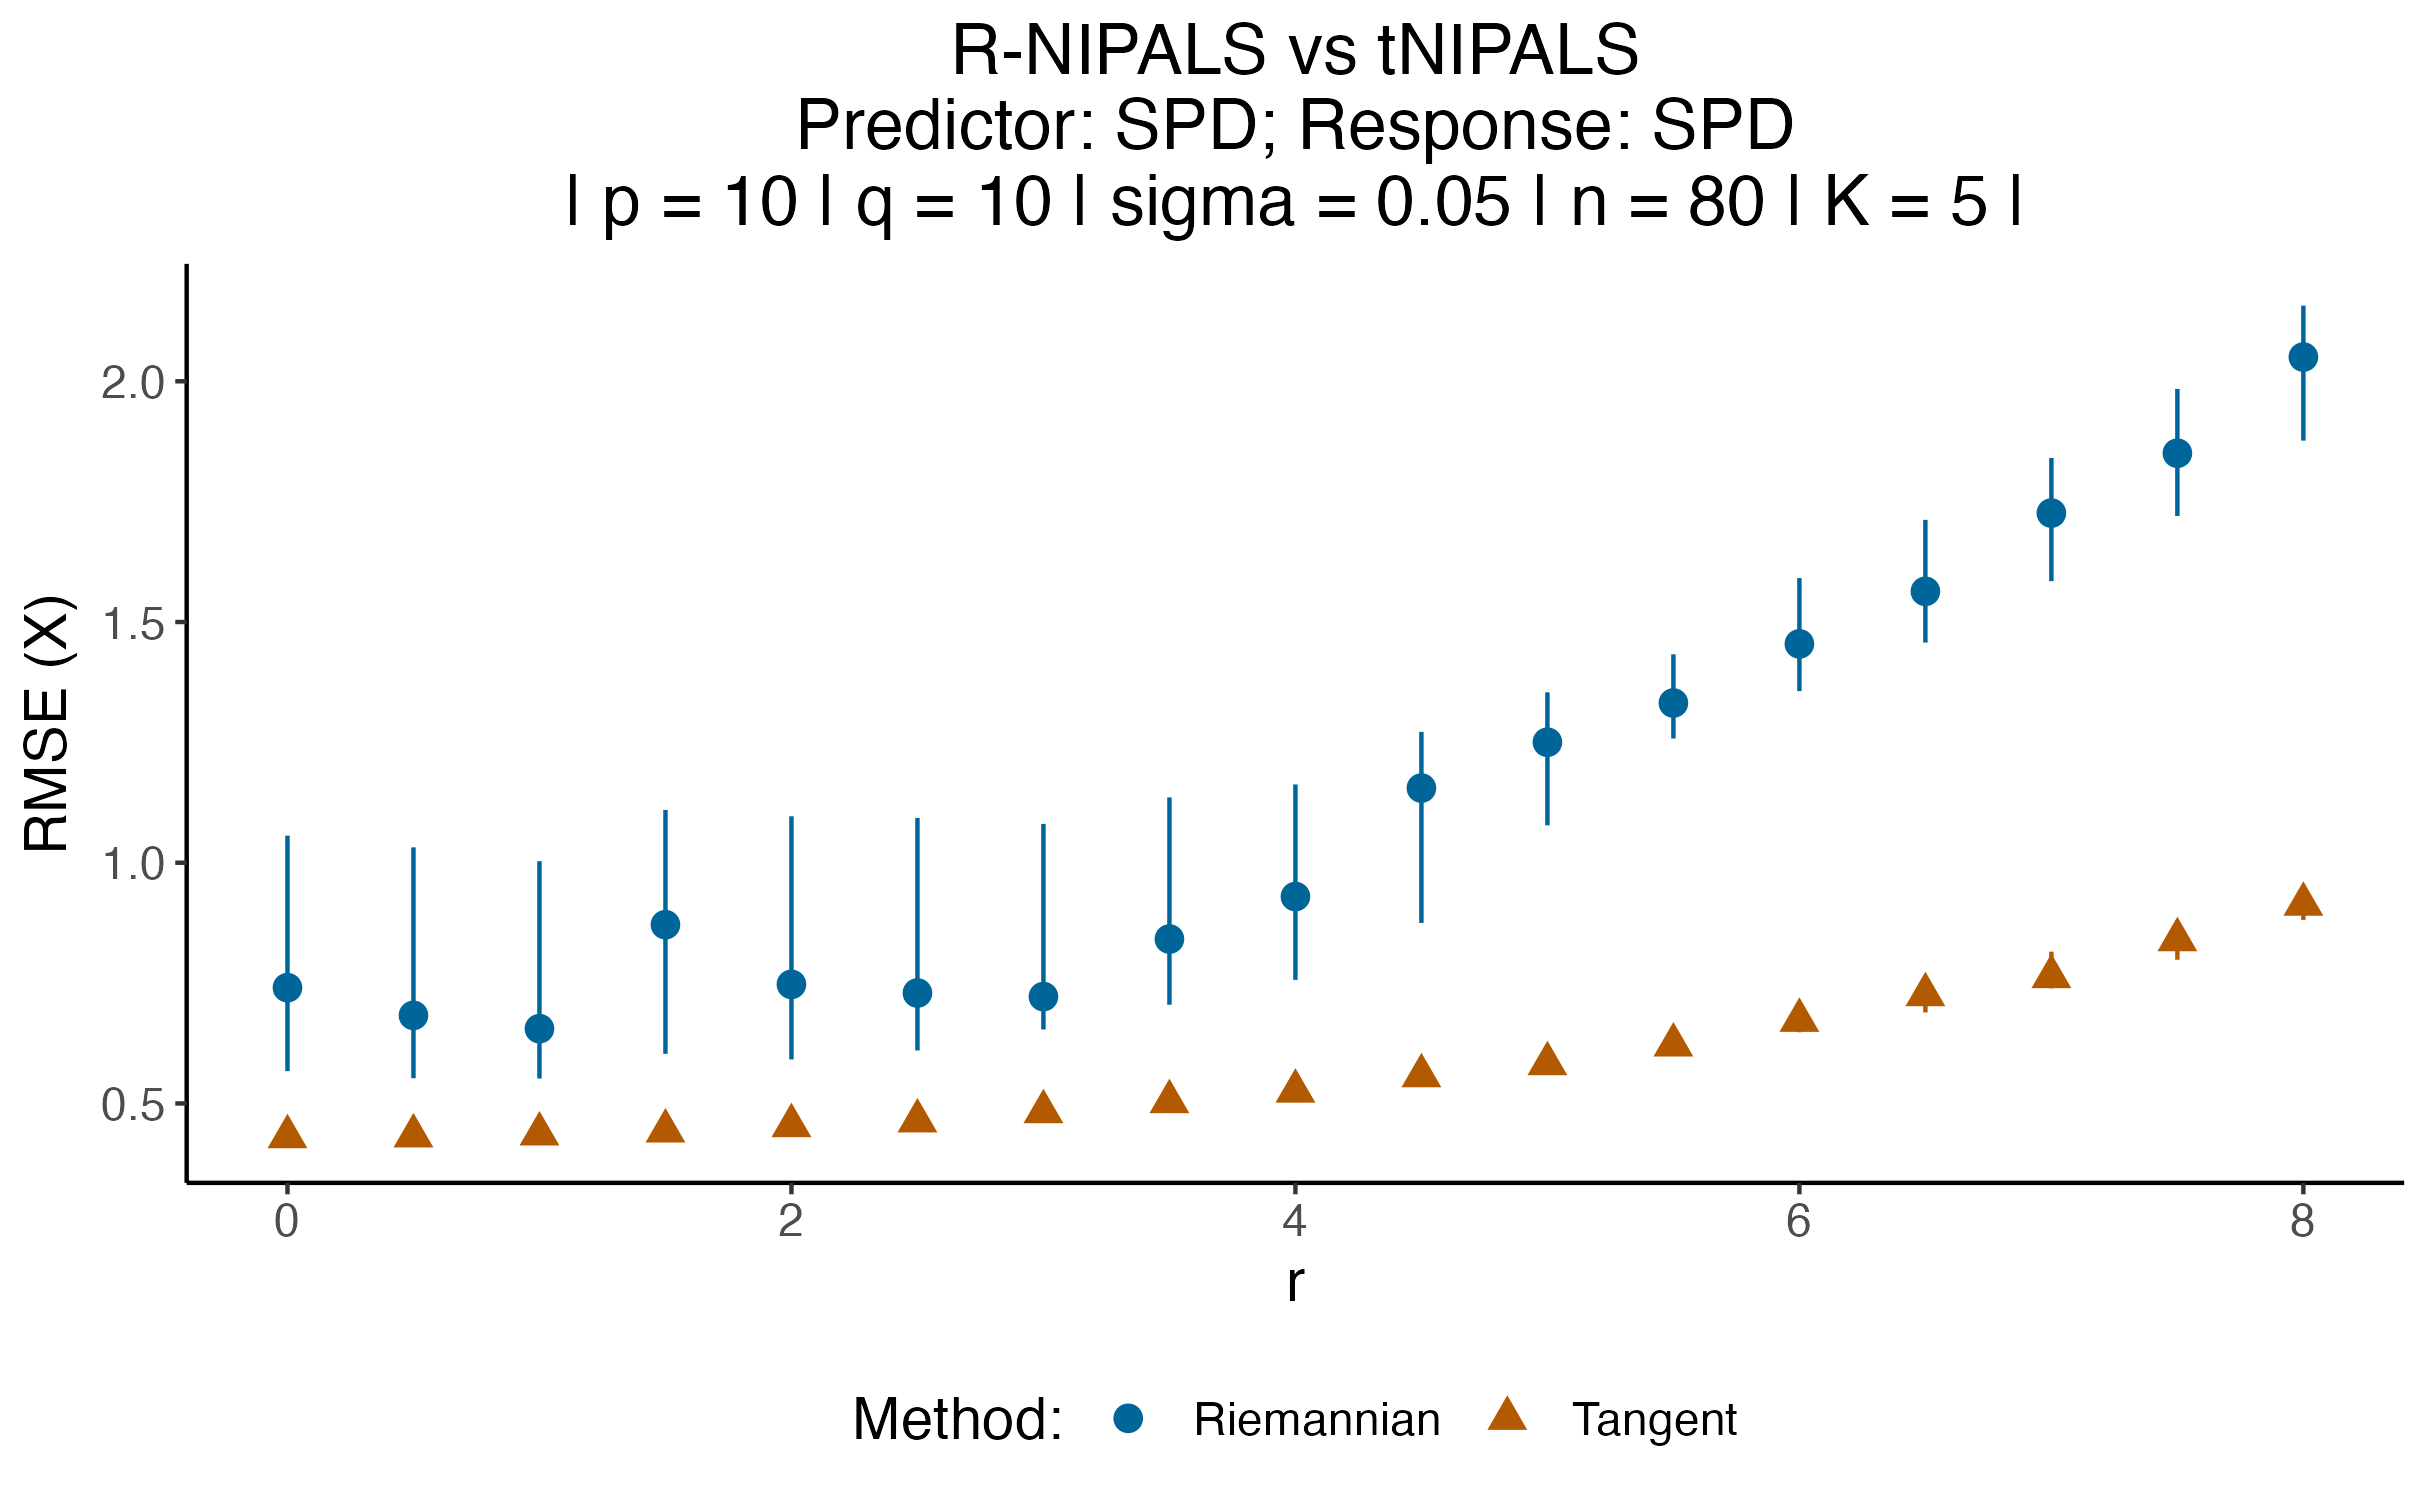 R-NIPALS vs tNIPALS
Predictor: SPD; Response: SPD
| p = 10 | q = 10 | sigma = 0.05 | n = 80 | K = 5 |
RMSE (X)
2.0
1.5
1.0
0.5
0 2 4 6 8
r
Method: Riemannian Tangent